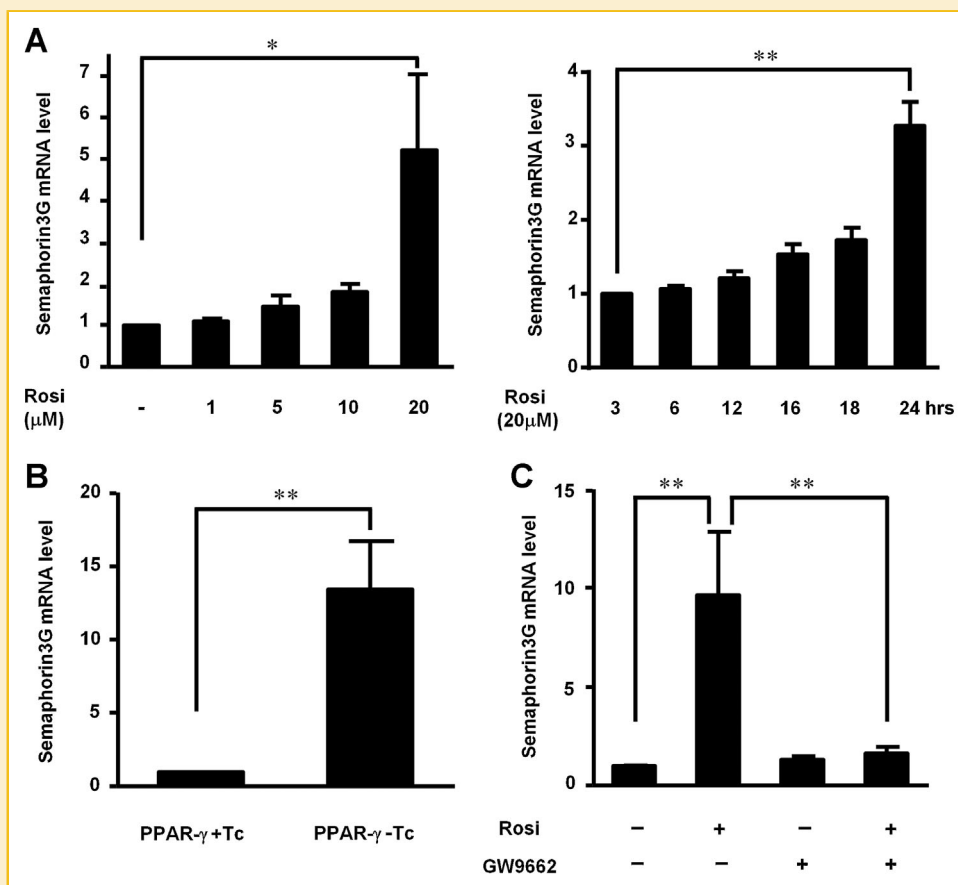 A
*
7
6
5
4
3
2
1
0
Semaphorin3G mRNA level
Rosi
(μM)
- 1 5 10 20
**
4
3
2
1
0
Semaphorin3G mRNA level
Rosi
(20μM)
3 6 12 16 18 24 hrs
B
**
20
15
10
5
0
Semaphorin3G mRNA level
PPAR-γ+Tc PPAR-γ-Tc
C
** **
15
10
5
0
Semaphorin3G mRNA level
Rosi − + − +
GW9662 − − + +